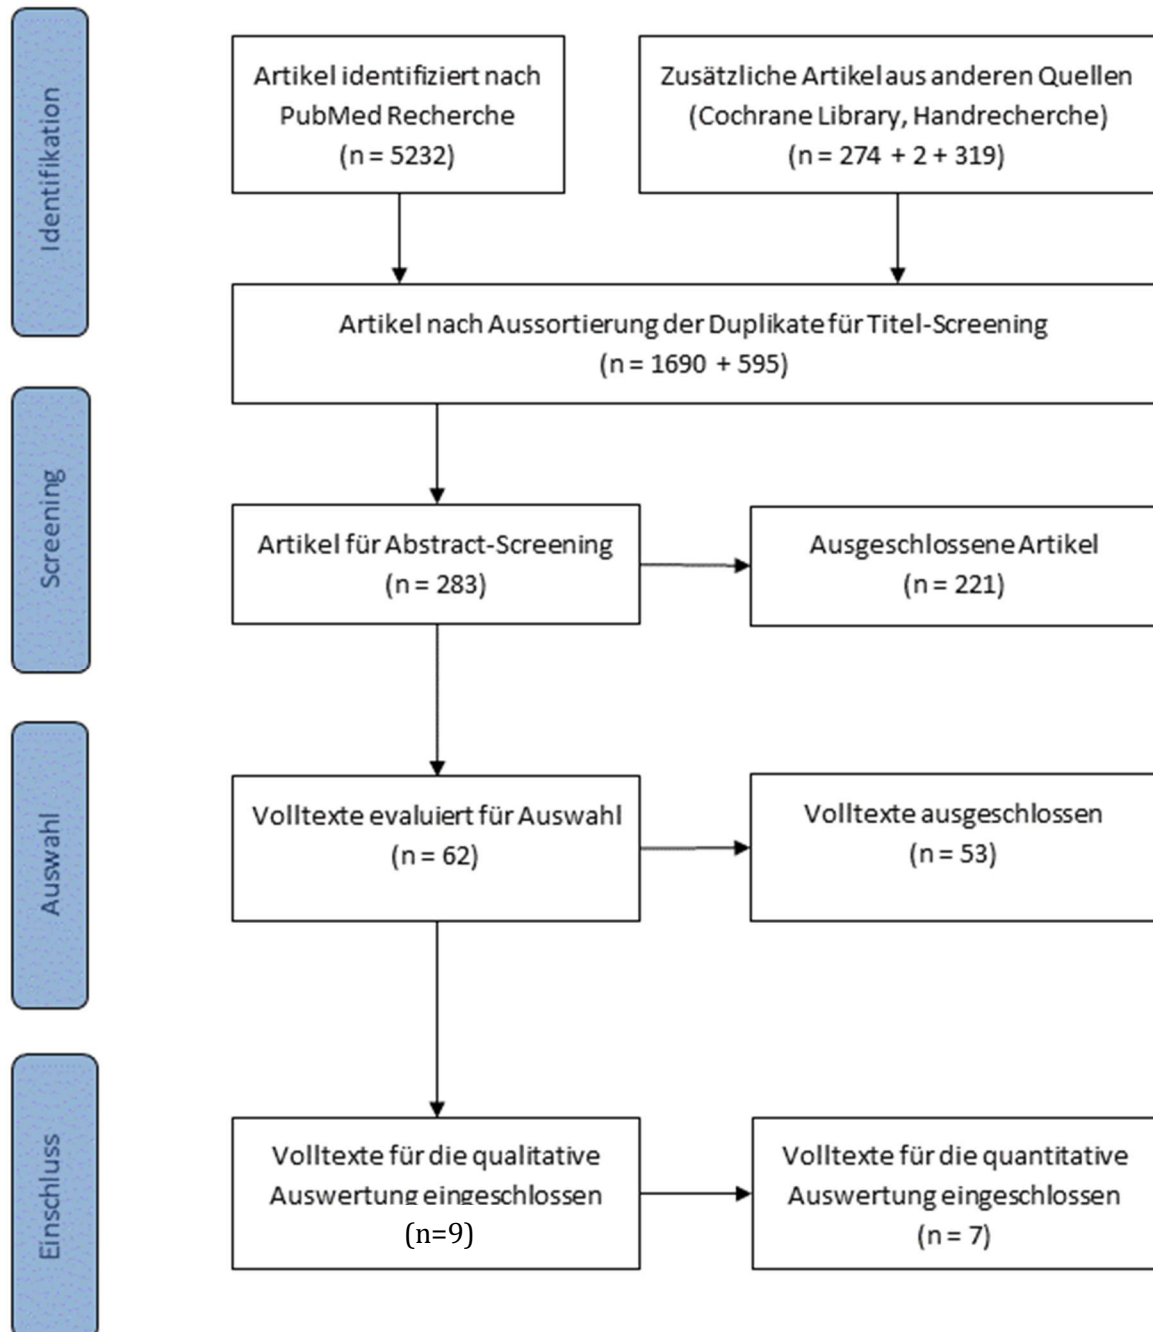 Identifikation
Artikel identifiziert nach
PubMed Recherche
(n = 5232)
Zusätzliche Artikel aus anderen Quellen
(Cochrane Library, Handrecherche)
(n = 274 + 2 + 319)
Artikel nach Aussortierung der Duplikate für Titel-Screening
(n = 1690 + 595)
Screening
Artikel für Abstract-Screening
(n = 283)
Ausgeschlossene Artikel
(n = 221)
Auswahl
Volltexte evaluiert für Auswahl
(n = 62)
Volltexte ausgeschlossen
(n = 53)
Einschluss
Volltexte für die qualitative
Auswertung eingeschlossen
(n=9)
Volltexte für die quantitative
Auswertung eingeschlossen
(n = 7)